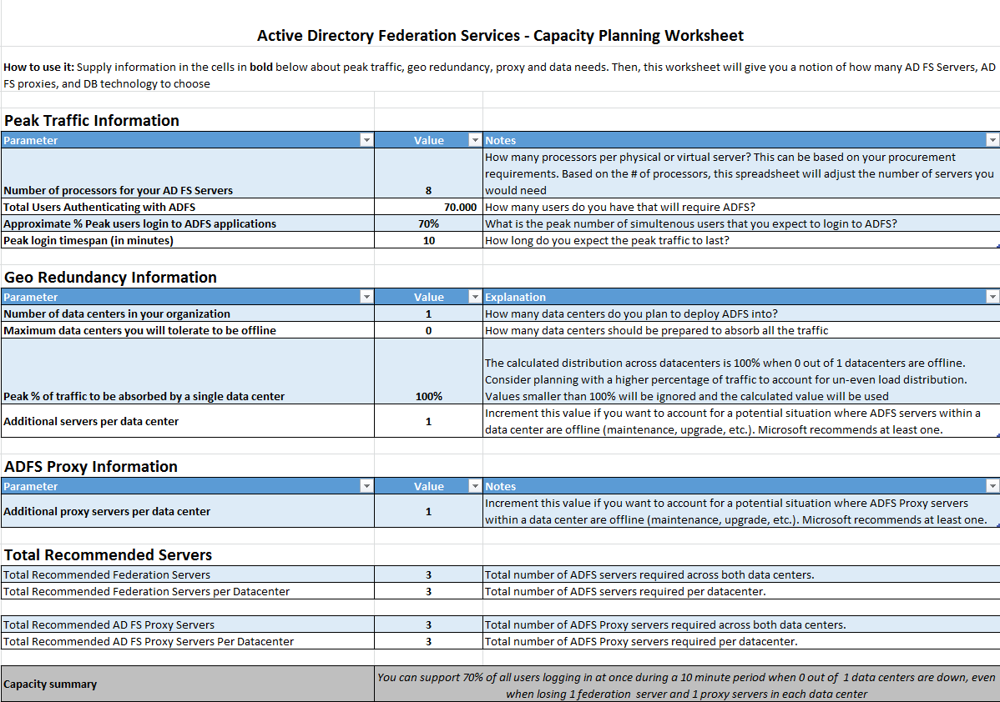 Active Directory Federation Services - Capacity Planning Worksheet
How to use it: Supply information in the cells in bold below about peak traffic, geo redundancy, proxy and data needs. Then, this worksheet will give you a notion of how many AD FS Servers, AD
FS proxies, and DB technology to choose
Peak Traffic Information
Parameter Value Notes
How many processors per physical or virtual server? This can be based on your procurement
requirements. Based on the # of processors, this spreadsheet will adjust the number of servers you
Number of processors for your AD FS Servers 8 would need
Total Users Authenticating with ADFS 70.000 How many users do you have that will require ADFS?
Approximate % Peak users login to ADFS applications 70% What is the peak number of simultenous users that you expect to login to ADFS?
Peak login timespan (in minutes) 10 How long do you expect the peak traffic to last?
Geo Redundancy Information
Parameter Value Explanation
Number of data centers in your organization 1 How many data centers do you plan to deploy ADFS into?
Maximum data centers you will tolerate to be offline 0 How many data centers should be prepared to absorb all the traffic
The calculated distribution across datacenters is 100% when 0 out of 1 datacenters are offline.
Consider planning with a higher percentage of traffic to account for un-even load distribution.
Peak % of traffic to be absorbed by a single data center 100% Values smaller than 100% will be ignored and the calculated value will be used
Additional servers per data center 1 Increment this value if you want to account for a potential situation where ADFS servers within a
data center are offline (maintenance, upgrade, etc.). Microsoft recommends at least one.
ADFS Proxy Information
Parameter Value Notes
Additional proxy servers per data center 1 Increment this value if you want to account for a potential situation where ADFS Proxy servers
within a data center are offline (maintenance, upgrade, etc.). Microsoft recommends at least one.
Total Recommended Servers
Total Recommended Federation Servers 3 Total number of ADFS servers required across both data centers.
Total Recommended Federation Servers per Datacenter 3 Total number of ADFS servers required per datacenter.
Total Recommended AD FS Proxy Servers 3 Total number of ADFS Proxy servers required across both data centers.
Total Recommended AD FS Proxy Servers Per Datacenter 3 Total number of ADFS Proxy servers required per datacenter.
Capacity summary You can support 70% of all users logging in at once during a 10 minute period when 0 out of 1 data centers are down, even
when losing 1 federation server and 1 proxy servers in each data center